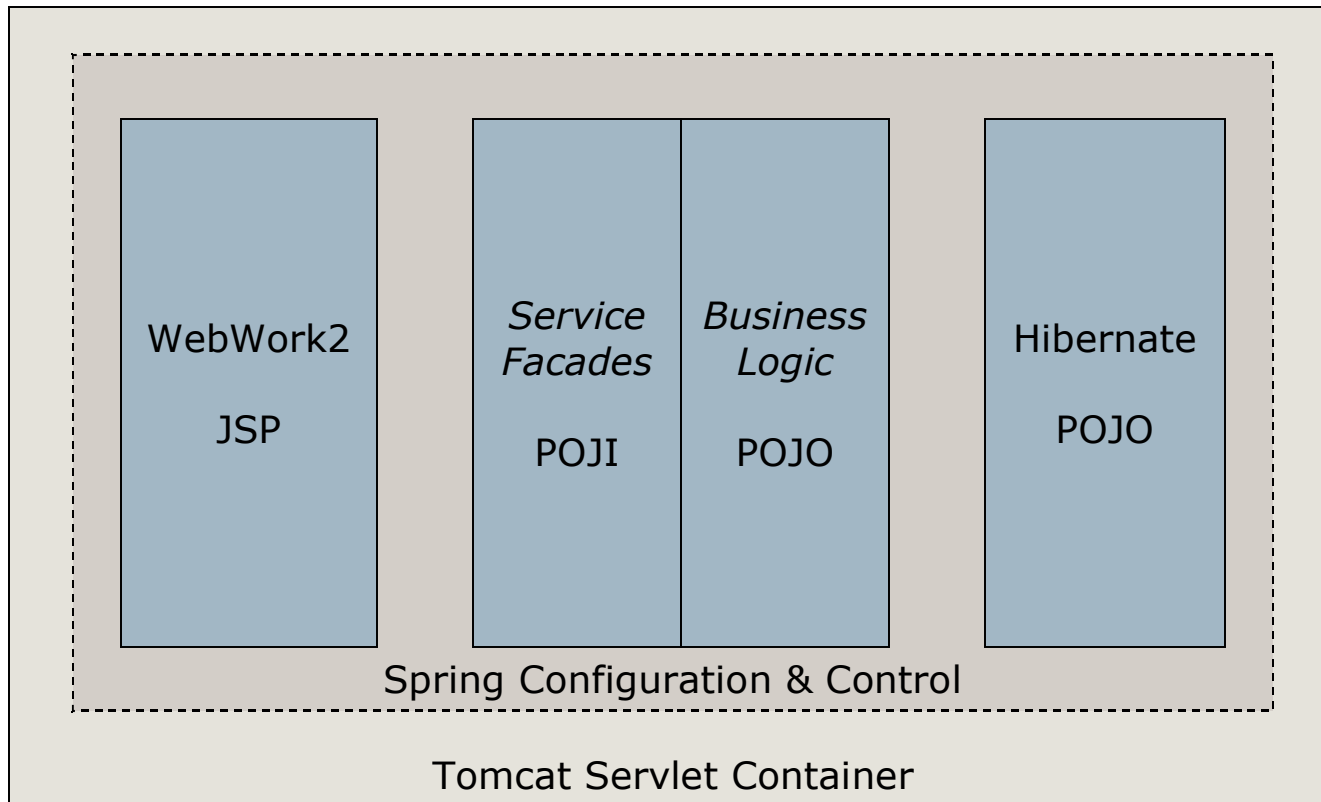 WebWork2
JSP
Service
Facades
POJI
Business
Logic
POJO
Hibernate
POJO
Spring Configuration & Control
Tomcat Servlet Container